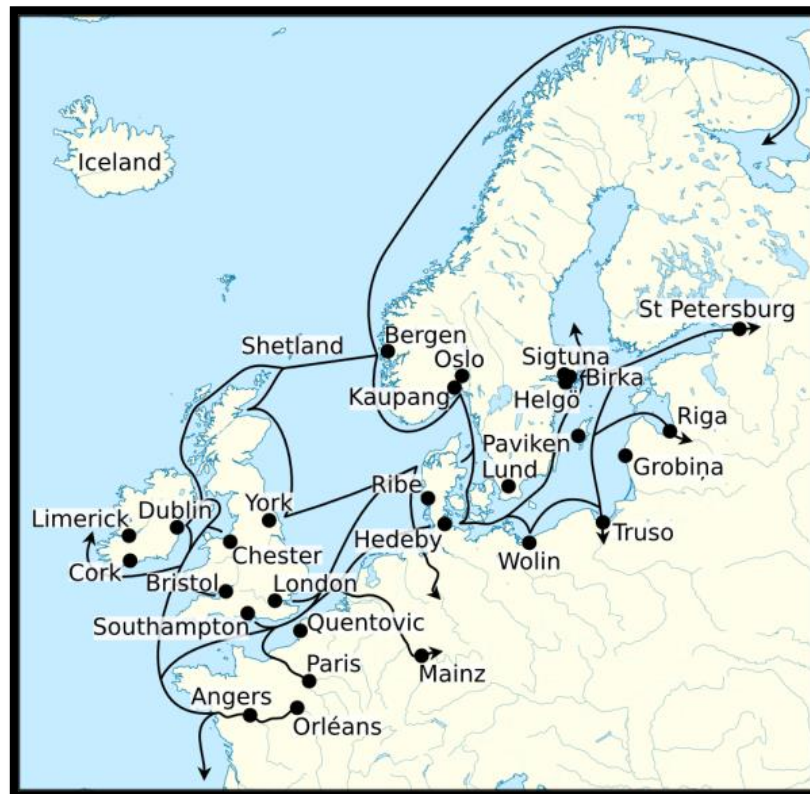 Iceland
St Petersburg
Shetland
Bergen
Oslo
Sigtuna
Birka
Kaupang
Helgö
Riga
Paviken
Lund
Grobiņa
Ribe
Limerick
Dublin
York
Truso
Hedeby
Wolin
Chester
Cork
Bristol
London
Southampton
Quentovic
Paris
Mainz
Angers
Orléans